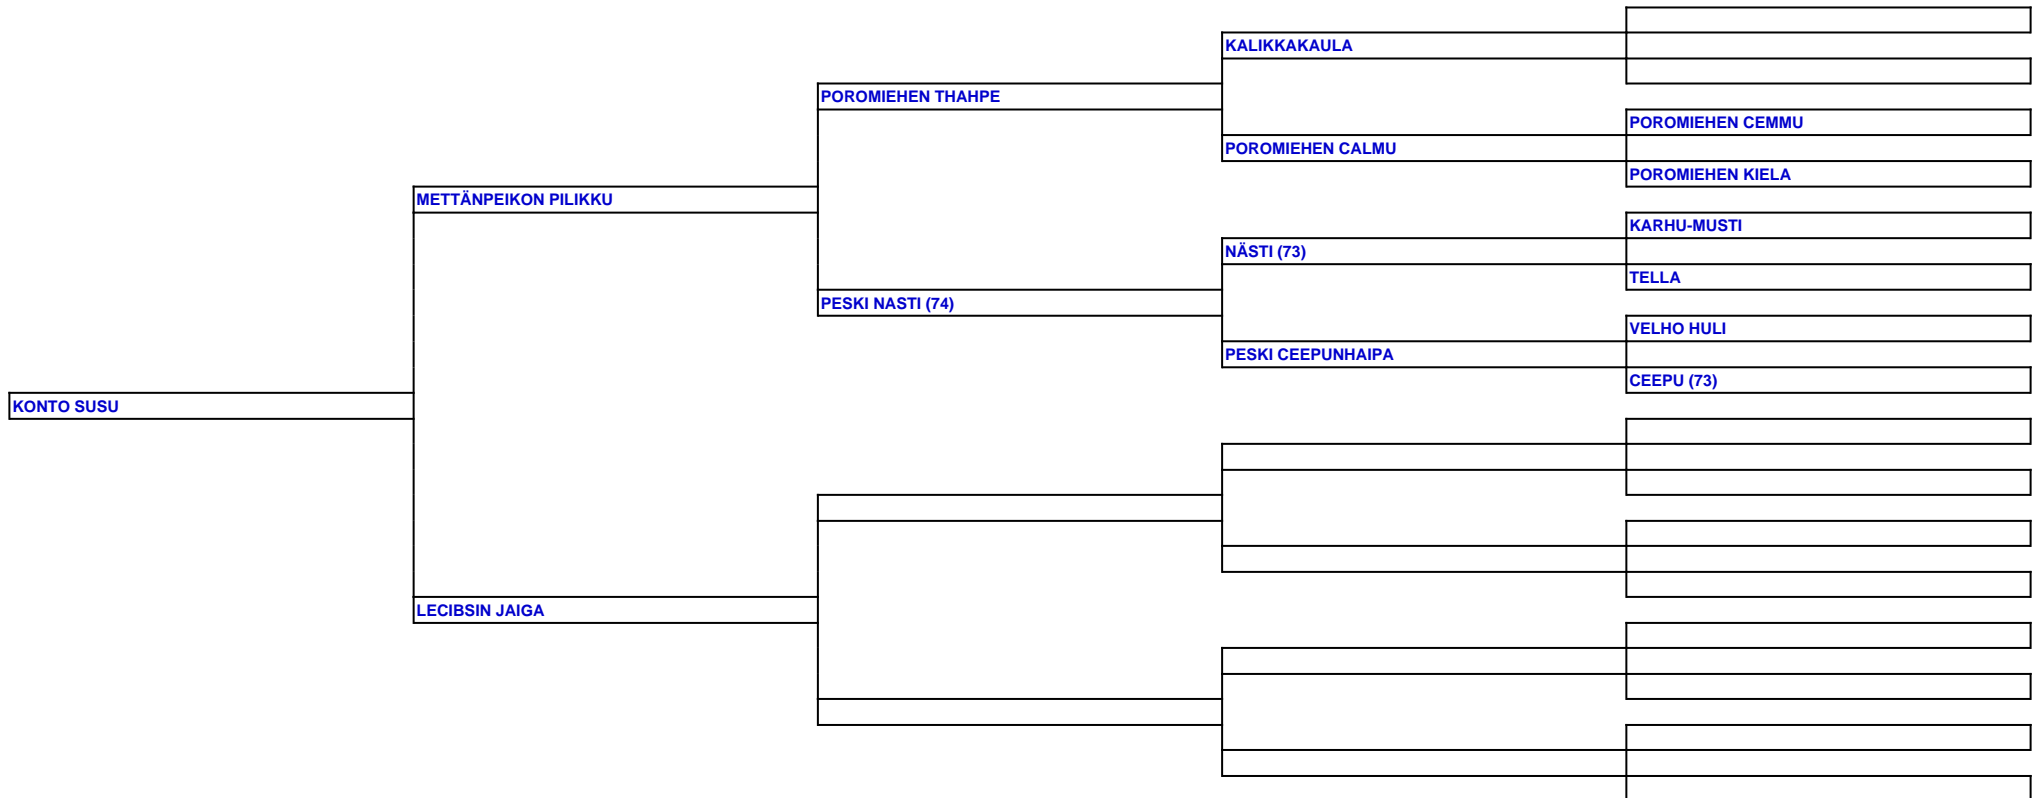 KALIKKAKAULA
POROMIEHEN THAHPE
POROMIEHEN CEMMU
POROMIEHEN CALMU
POROMIEHEN KIELA
METTÄNPEIKON PILIKKU
KARHU-MUSTI
NÄSTI (73)
TELLA
PESKI NASTI (74)
VELHO HULI
PESKI CEEPUNHAIPA
CEEPU (73)
KONTO SUSU
LECIBSIN JAIGA